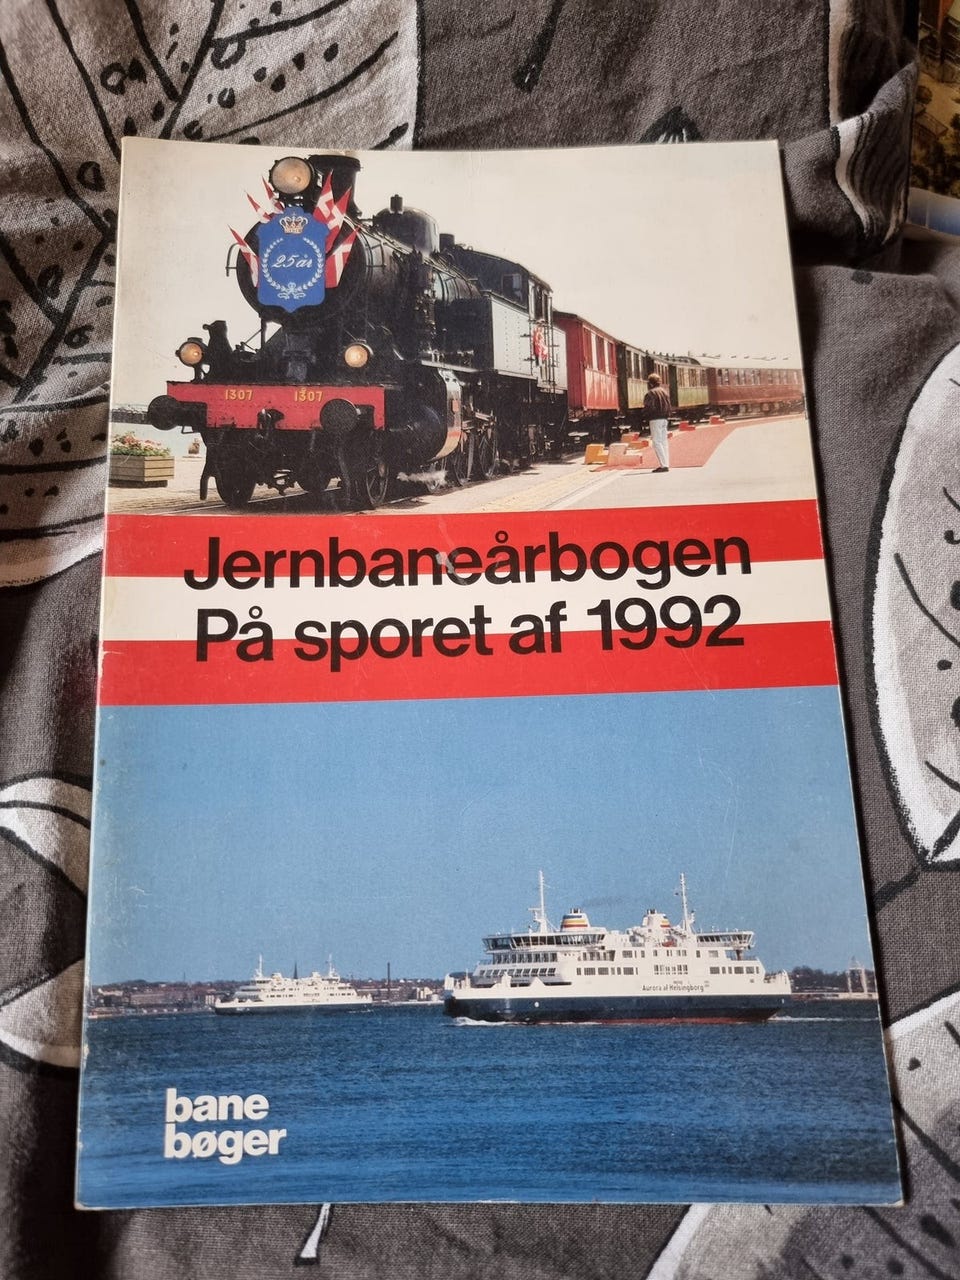 25 år
1307 1307
Jernbaneårbogen
På sporet af 1992
Aurora af Helsingborg
bane
bøger